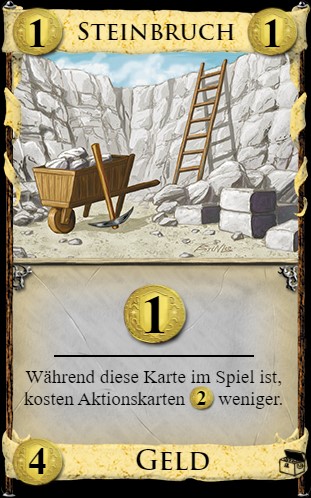 1 STEINBRUCH 1
1
Während diese Karte im Spiel ist,
kosten Aktionskarten 2 weniger.
4 GELD